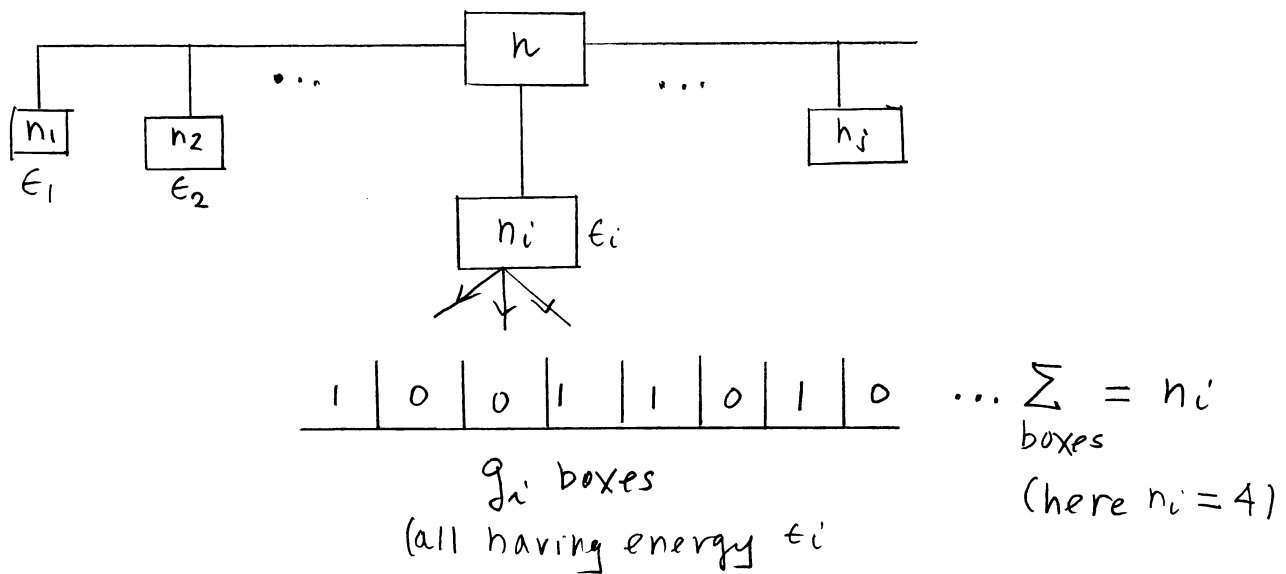 n
... ...
n1 n2 nj
ϵ1 ϵ2
ni ϵi
1 | 0 | 0 | 1 | 1 | 0 | 1 | 0 ... Σ = ni
boxes
gi boxes
(here ni = 4)
(all having energy ϵi